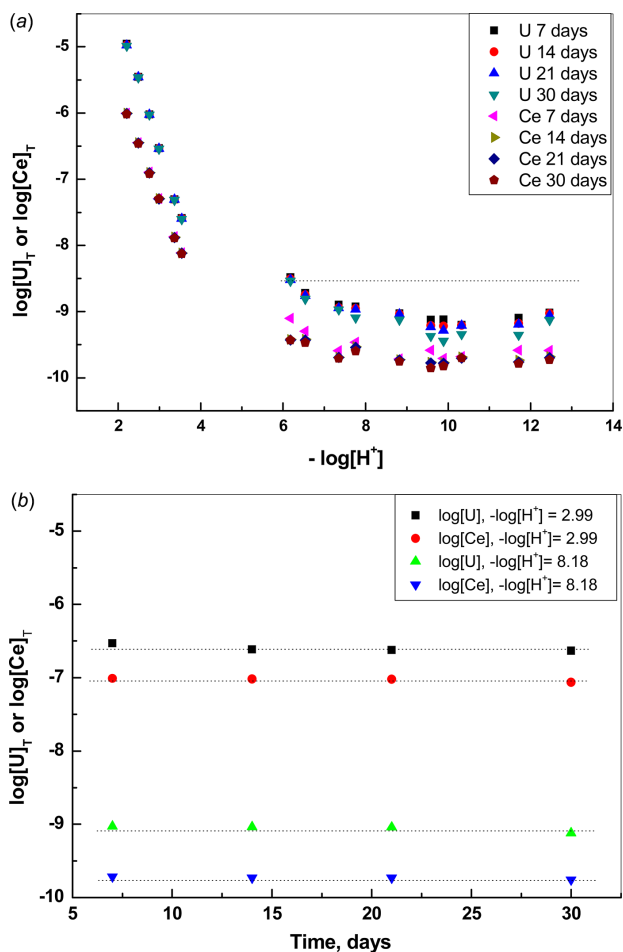 (a)
-5
-6
-7
-8
-9
-10
log[U]T or log[Ce]T
U 7 days
U 14 days
U 21 days
U 30 days
Ce 7 days
Ce 14 days
Ce 21 days
Ce 30 days
2 4 6 8 10 12 14
- log[H+]
(b)
-5
-6
-7
-8
-9
-10
log[U]T or log[Ce]T
log[U], -log[H+] = 2.99
log[Ce], -log[H+] = 2.99
log[U], -log[H+]= 8.18
log[Ce], -log[H+]= 8.18
5 10 15 20 25 30
Time, days